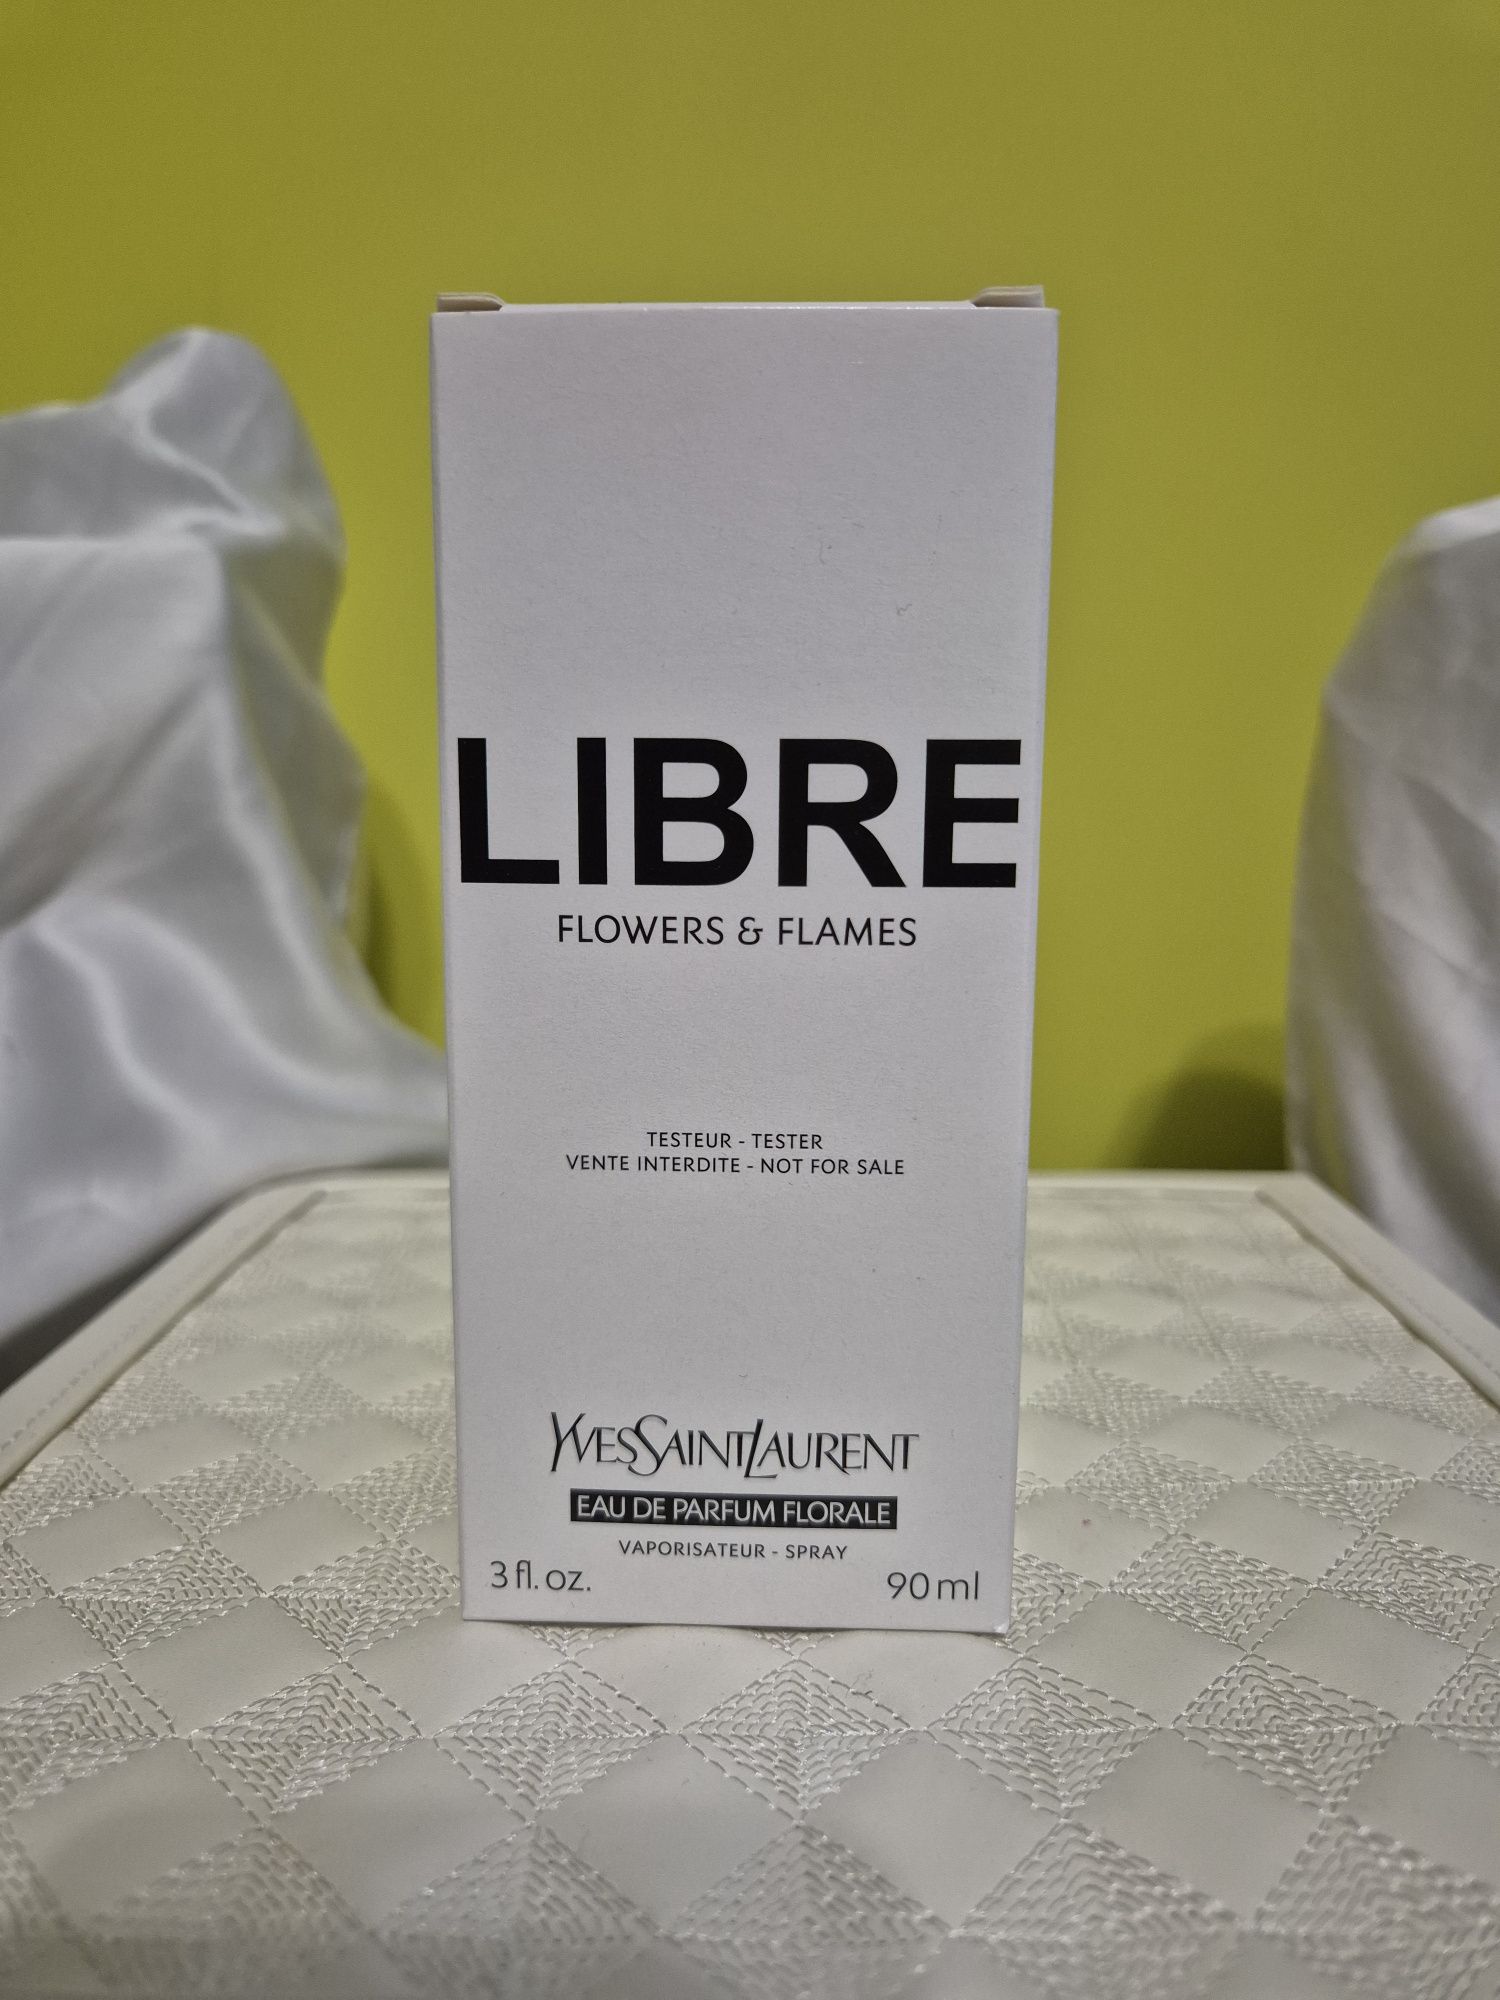 LIBRE
FLOWERS & FLAMES
TESTEUR - TESTER
VENTE INTERDITE - NOT FOR SALE
YVESSAINTLAURENT
EAU DE PARFUM FLORALE
VAPORISATEUR - SPRAY
3 fl. oz. 90 ml